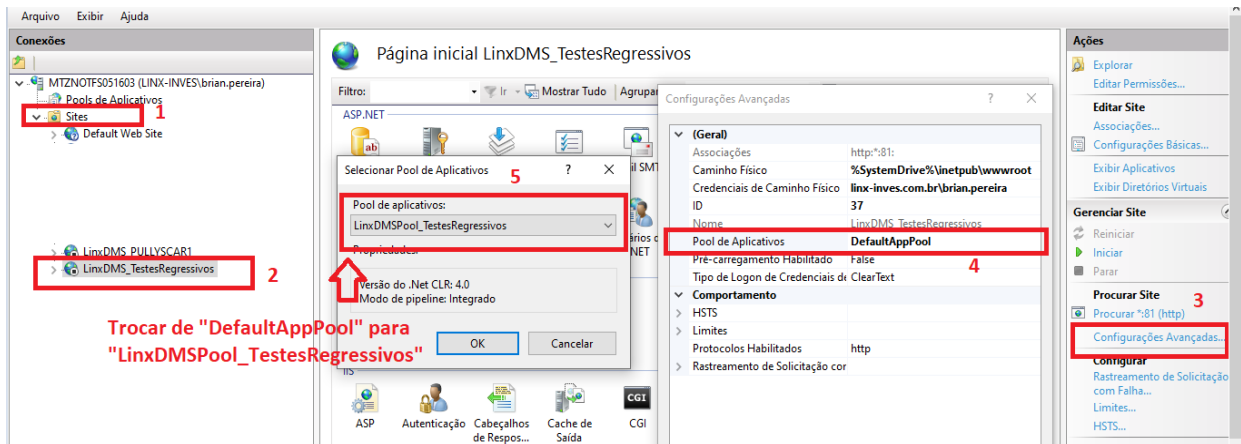 Arquivo Exibir Ajuda
Conexões
MTZNOTFS051603 (LINX-INVES\brian.pereira)
Pools de Aplicativos
Sites
1
Default Web Site
LinxDMS_PULLYSCAR1
LinxDMS_TestesRegressivos
2
Trocar de "DefaultAppPool" para
"LinxDMSPool_TestesRegressivos"
Página inicial LinxDMS_TestesRegressivos
Filtro: Ir Mostrar Tudo Agrupar
ASP.NET
ab
il SMT
ários d
NET
Selecionar Pool de Aplicativos 5 ? X
Pool de aplicativos:
LinxDMSPool_TestesRegressivos
Propriedades:
Versão do .Net CLR: 4.0
Modo de pipeline: Integrado
OK Cancelar
IIS
CGI
ASP Autenticação Cabeçalhos de Respos... Cache de Saída CGI
Configurações Avançadas ? X
(Geral)
Associações http:*:81:
Caminho Físico %SystemDrive%\inetpub\wwwroot
Credenciais de Caminho Físico linx-inves.com.br\brian.pereira
ID 37
Nome LinxDMS_TestesRegressivos
Pool de Aplicativos DefaultAppPool
Pré-carregamento Habilitado False
4
Tipo de Logon de Credenciais de ClearText
Comportamento
HSTS
Limites
Protocolos Habilitados http
Rastreamento de Solicitação cor
Ações
Explorar
Editar Permissões...
Editar Site
Associações...
Configurações Básicas...
Exibir Aplicativos
Exibir Diretórios Virtuais
Gerenciar Site
Reiniciar
Iniciar
Parar
Procurar Site
3
Procurar *:81 (http)
Configurações Avançadas...
Configurar
Rastreamento de Solicitação
com Falha...
Limites...
HSTS...